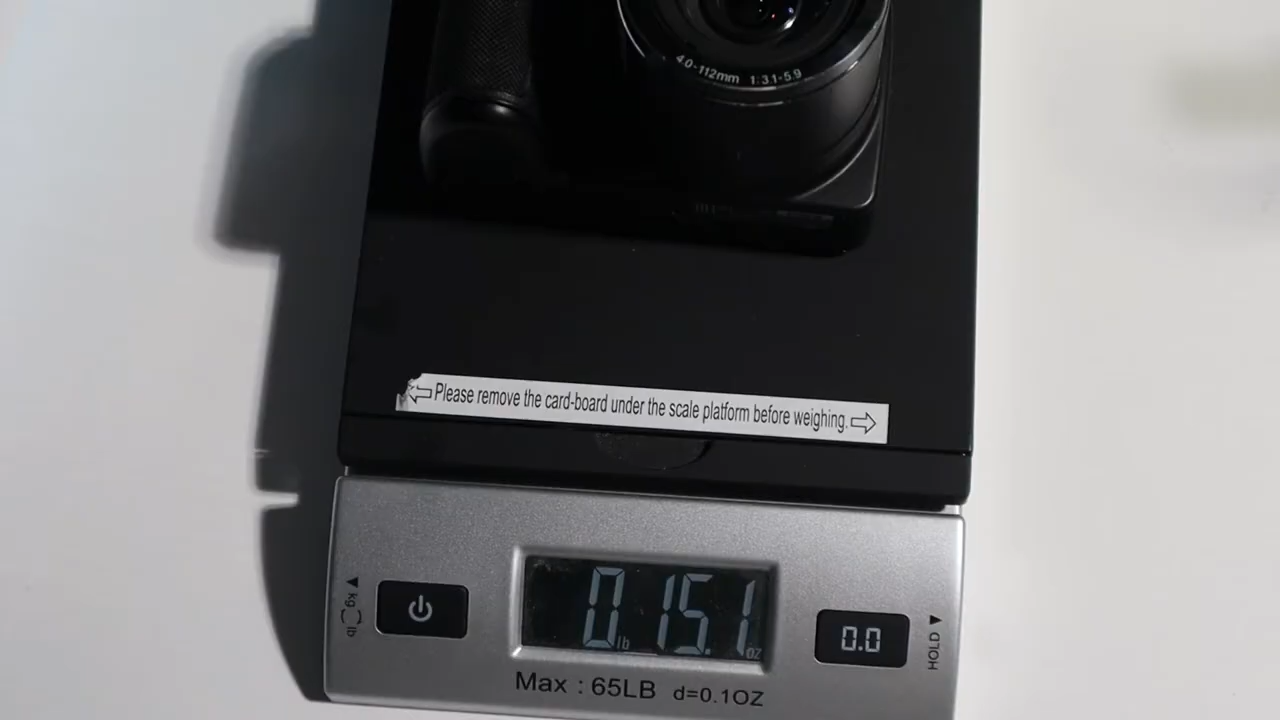 4.0-112mm 1:3.1-5.9
Please remove the card-board under the scale platform before weighing.
0 lb 15.1 oz
kg lb
0.0
HOLD
Max : 65LB d=0.1OZ